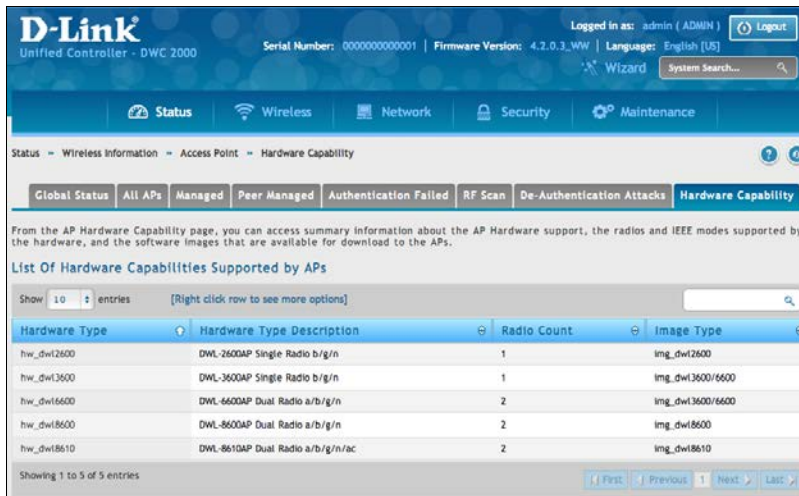 D-Link
Unified Controller - DWC 2000
Logged in as: admin ( ADMIN ) Logout
Serial Number: 0000000000001 | Firmware Version: 4.2.0.3_WW | Language: English [US]
Wizard System Search...
Status Wireless Network Security Maintenance
Status » Wireless Information » Access Point » Hardware Capability
Global Status All APs Managed Peer Managed Authentication Failed RF Scan De-Authentication Attacks Hardware Capability
From the AP Hardware Capability page, you can access summary information about the AP Hardware support, the radios and IEEE modes supported by
the hardware, and the software images that are available for download to the APs.
List Of Hardware Capabilities Supported by APs
Show 10 entries [Right click row to see more options]
Hardware Type Hardware Type Description Radio Count Image Type
hw_dwl2600 DWL-2600AP Single Radio b/g/n 1 img_dwl2600
hw_dwl3600 DWL-3600AP Single Radio b/g/n 1 img_dwl3600/6600
hw_dwl6600 DWL-6600AP Dual Radio a/b/g/n 2 img_dwl3600/6600
hw_dwl8600 DWL-8600AP Dual Radio a/b/g/n 2 img_dwl8600
hw_dwl8610 DWL-8610AP Dual Radio a/b/g/n/ac 2 img_dwl8610
Showing 1 to 5 of 5 entries First Previous 1 Next Last